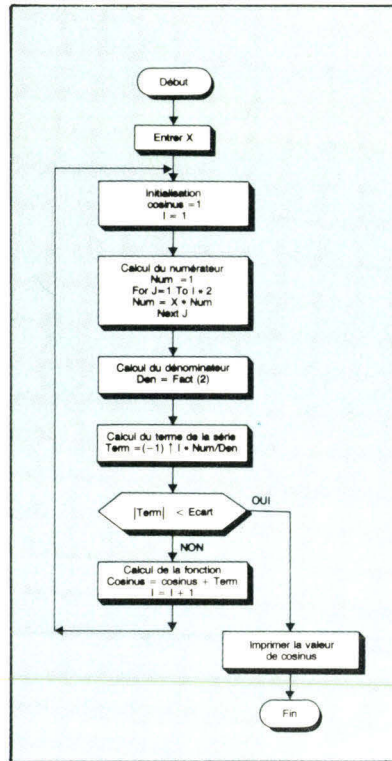 Début
Entrer X
Initialisation
cosinus =1
I = 1
Calcul du numérateur
Num =1
For J=1 To I * 2
Num = X * Num
Next J
Calcul du dénominateur
Den = Fact (2)
Calcul du terme de la série
Term =(-1) ↑ I * Num/Den
|Term| < Ecart
OUI
NON
Calcul de la fonction
Cosinus = cosinus + Term
I = I + 1
Imprimer la valeur
de cosinus
Fin